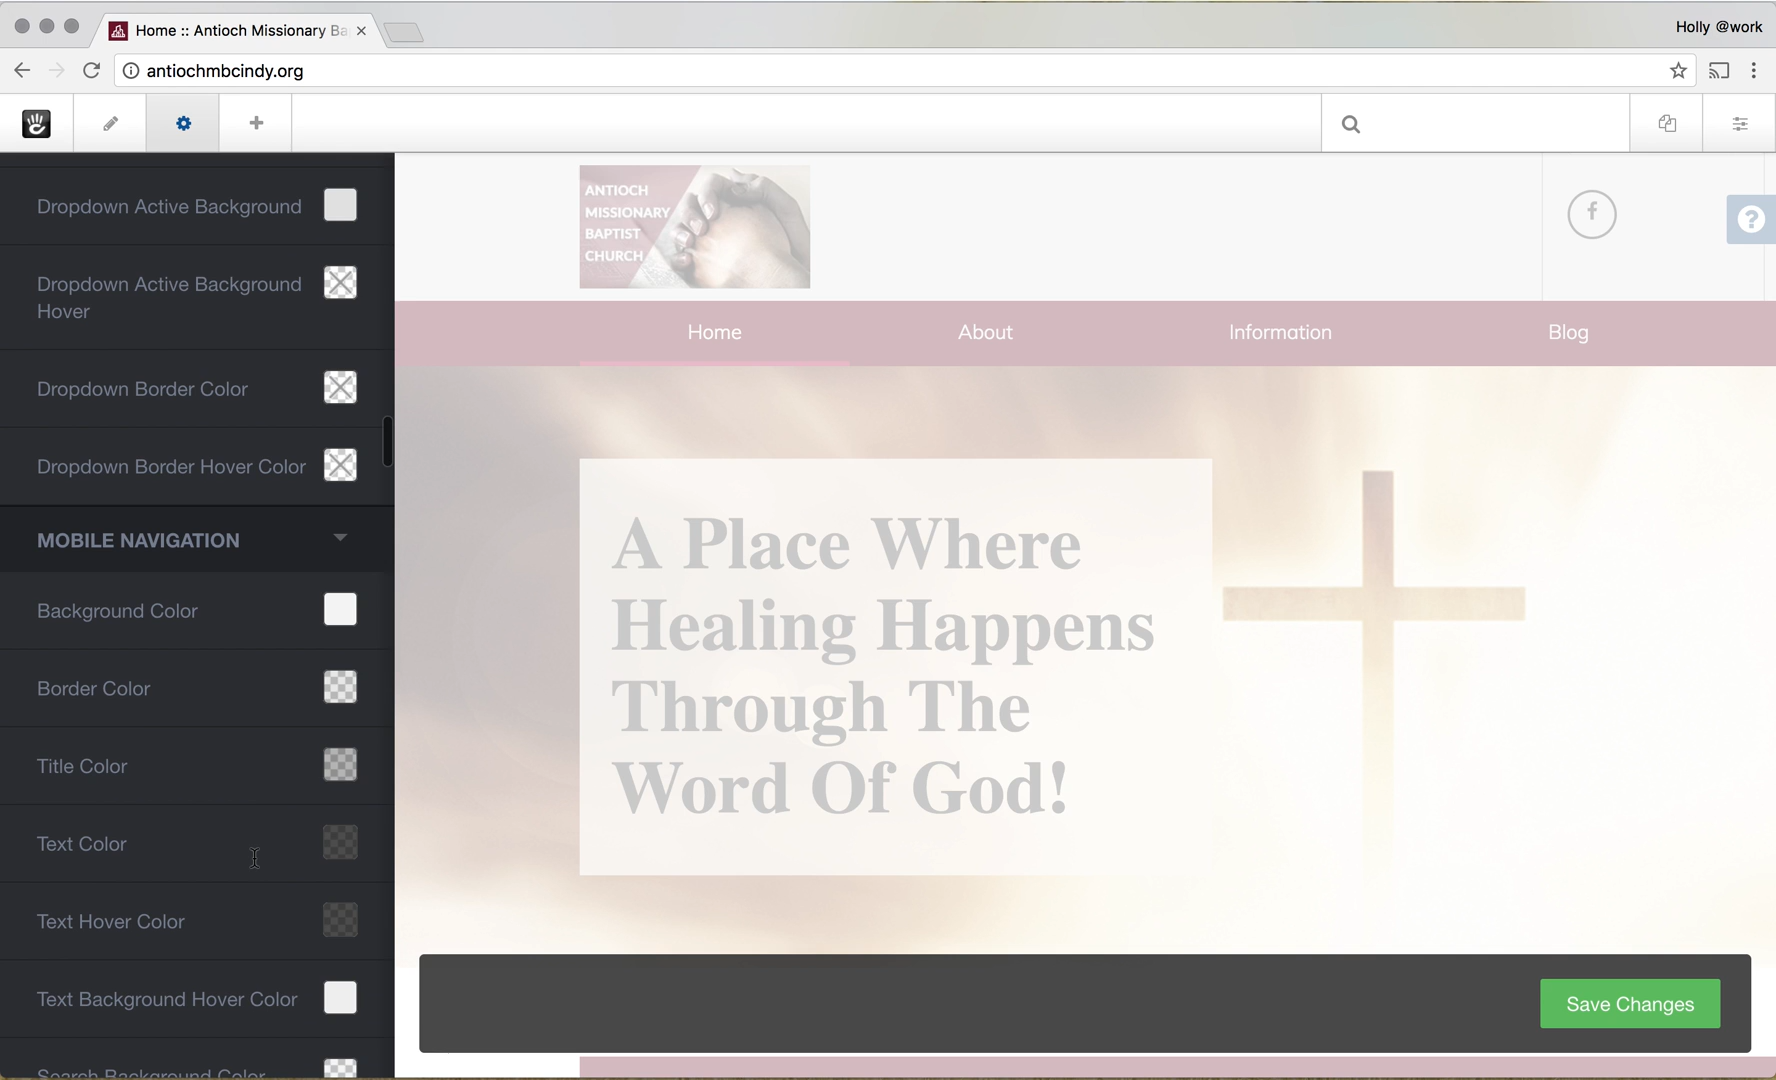 Home :: Antioch Missionary Ba
Holly @work
antiochmbcindy.org
Dropdown Active Background
Dropdown Active Background
Hover
Dropdown Border Color
Dropdown Border Hover Color
MOBILE NAVIGATION
Background Color
Border Color
Title Color
Text Color
Text Hover Color
Text Background Hover Color
Search Background Color
ANTIOCH
MISSIONARY
BAPTIST
CHURCH
f
?
Home
About
Information
Blog
A Place Where
Healing Happens
Through The
Word Of God!
Save Changes